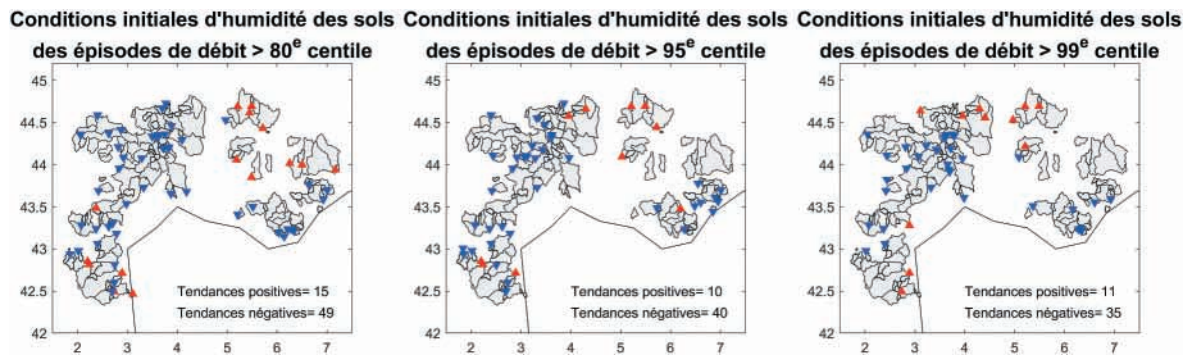 Conditions initiales d'humidité des sols
des épisodes de débit > 80e centile
45
44.5
44
43.5
43
42.5
42
2 3 4 5 6 7
Tendances positives= 15
Tendances négatives= 49
Conditions initiales d'humidité des sols
des épisodes de débit > 95e centile
45
44.5
44
43.5
43
42.5
42
2 3 4 5 6 7
Tendances positives= 10
Tendances négatives= 40
Conditions initiales d'humidité des sols
des épisodes de débit > 99e centile
45
44.5
44
43.5
43
42.5
42
2 3 4 5 6 7
Tendances positives= 11
Tendances négatives= 35